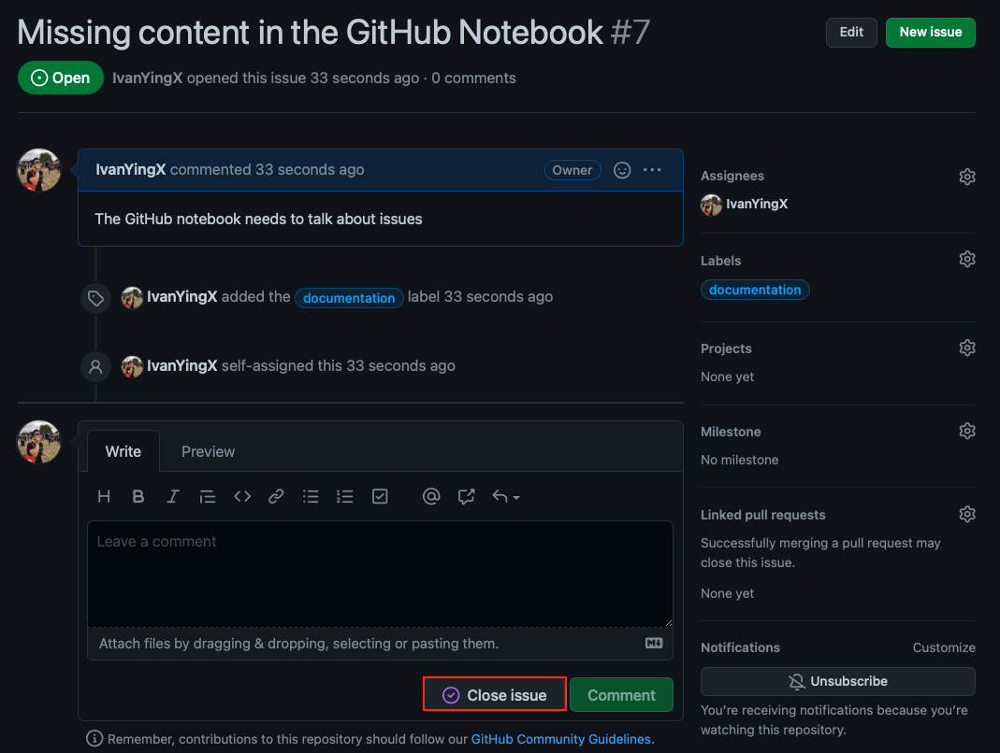 Missing content in the GitHub Notebook #7
Edit
New issue
Open
IvanYingX opened this issue 33 seconds ago · 0 comments
IvanYingX commented 33 seconds ago
Owner
The GitHub notebook needs to talk about issues
IvanYingX added the documentation label 33 seconds ago
IvanYingX self-assigned this 33 seconds ago
Write
Preview
Leave a comment
Attach files by dragging & dropping, selecting or pasting them.
Close issue
Comment
Remember, contributions to this repository should follow our GitHub Community Guidelines.
Assignees
IvanYingX
Labels
documentation
Projects
None yet
Milestone
No milestone
Linked pull requests
Successfully merging a pull request may
close this issue.
None yet
Notifications
Customize
Unsubscribe
You’re receiving notifications because you’re
watching this repository.